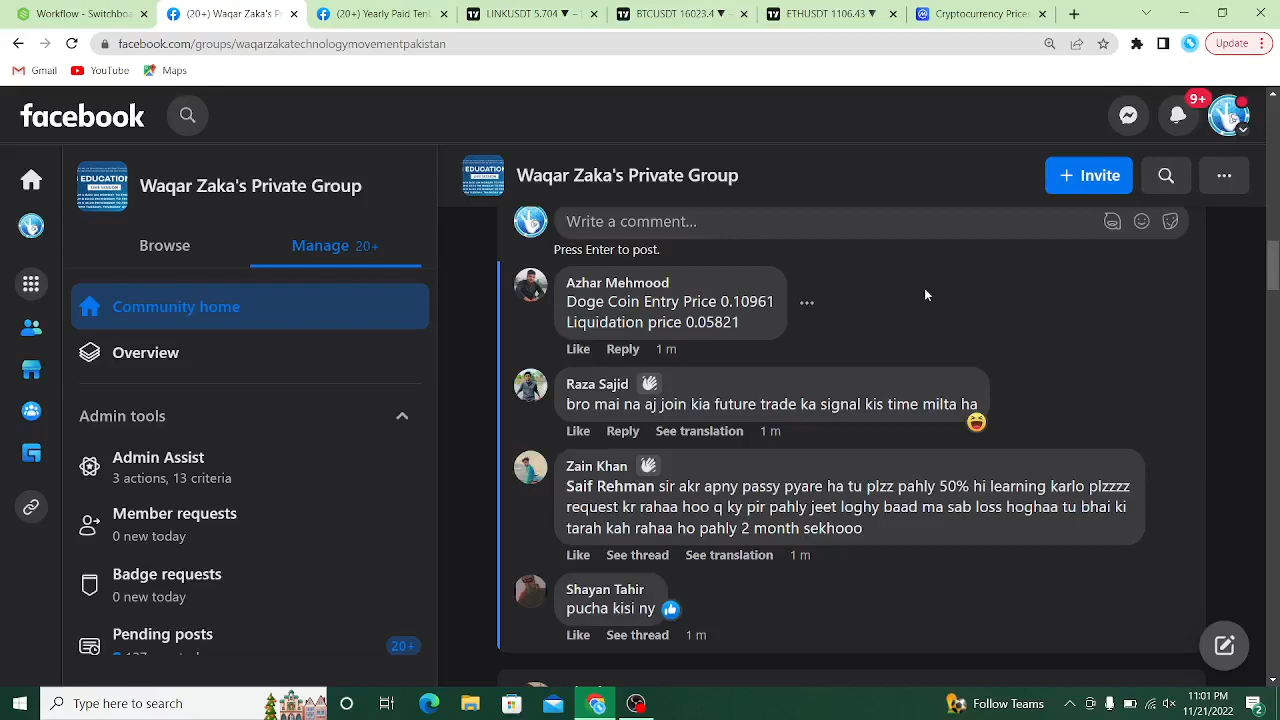 (20+) Workflow - Switchboa
(20+) Waqar Zaka's Pr
(20+) Yearly Paid Tent
LINKUSDT 5.704 ▼ −
BTCUSDT 16023.4 ▼ −
ETHUSDT 1106.43 ▼
Cryptocurrency Prices
facebook.com/groups/waqarzakatechnologymovementpakistan
Update
Gmail
YouTube
Maps
facebook
9+
EDUCATION
LIVE SESSION
Waqar Zaka's Private Group
Browse
Manage 20+
Community home
Overview
Admin tools
Admin Assist
3 actions, 13 criteria
Member requests
0 new today
Badge requests
0 new today
Pending posts
20+
Waqar Zaka's Private Group
+ Invite
Write a comment...
Press Enter to post.
Azhar Mehmood
Doge Coin Entry Price 0.10961
Liquidation price 0.05821
Like Reply 1 m
Raza Sajid
bro mai na aj join kia future trade ka signal kis time milta ha
Like Reply See translation 1 m
Zain Khan
Saif Rehman sir akr apny passy pyare ha tu plzz pahly 50% hi learning karlo plzzzz
request kr rahaa hoo q ky pir pahly jeet loghy baad ma sab loss hoghaa tu bhai ki
tarah kah rahaa ho pahly 2 month sekhooo
Like See thread See translation 1 m
Shayan Tahir
pucha kisi ny
Like See thread 1 m
Type here to search
Follow Teams
11:01 PM
11/21/2022
2